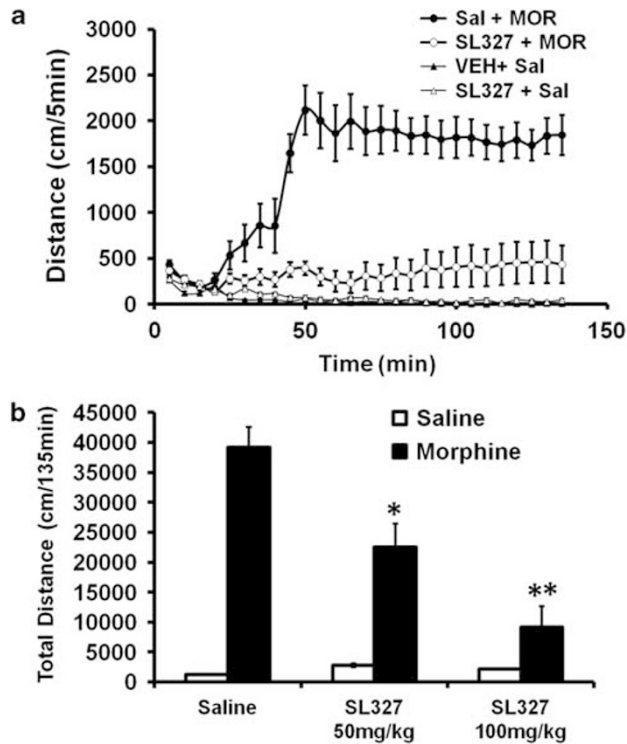 a
Sal + MOR
SL327 + MOR
VEH+ Sal
SL327 + Sal
3000
2500
2000
1500
1000
500
0
Distance (cm/5min)
0 50 100 150
Time (min)
b
Saline
Morphine
45000
40000
35000
30000
25000
20000
15000
10000
5000
0
Total Distance (cm/135min)
*
**
Saline
SL327
50mg/kg
SL327
100mg/kg